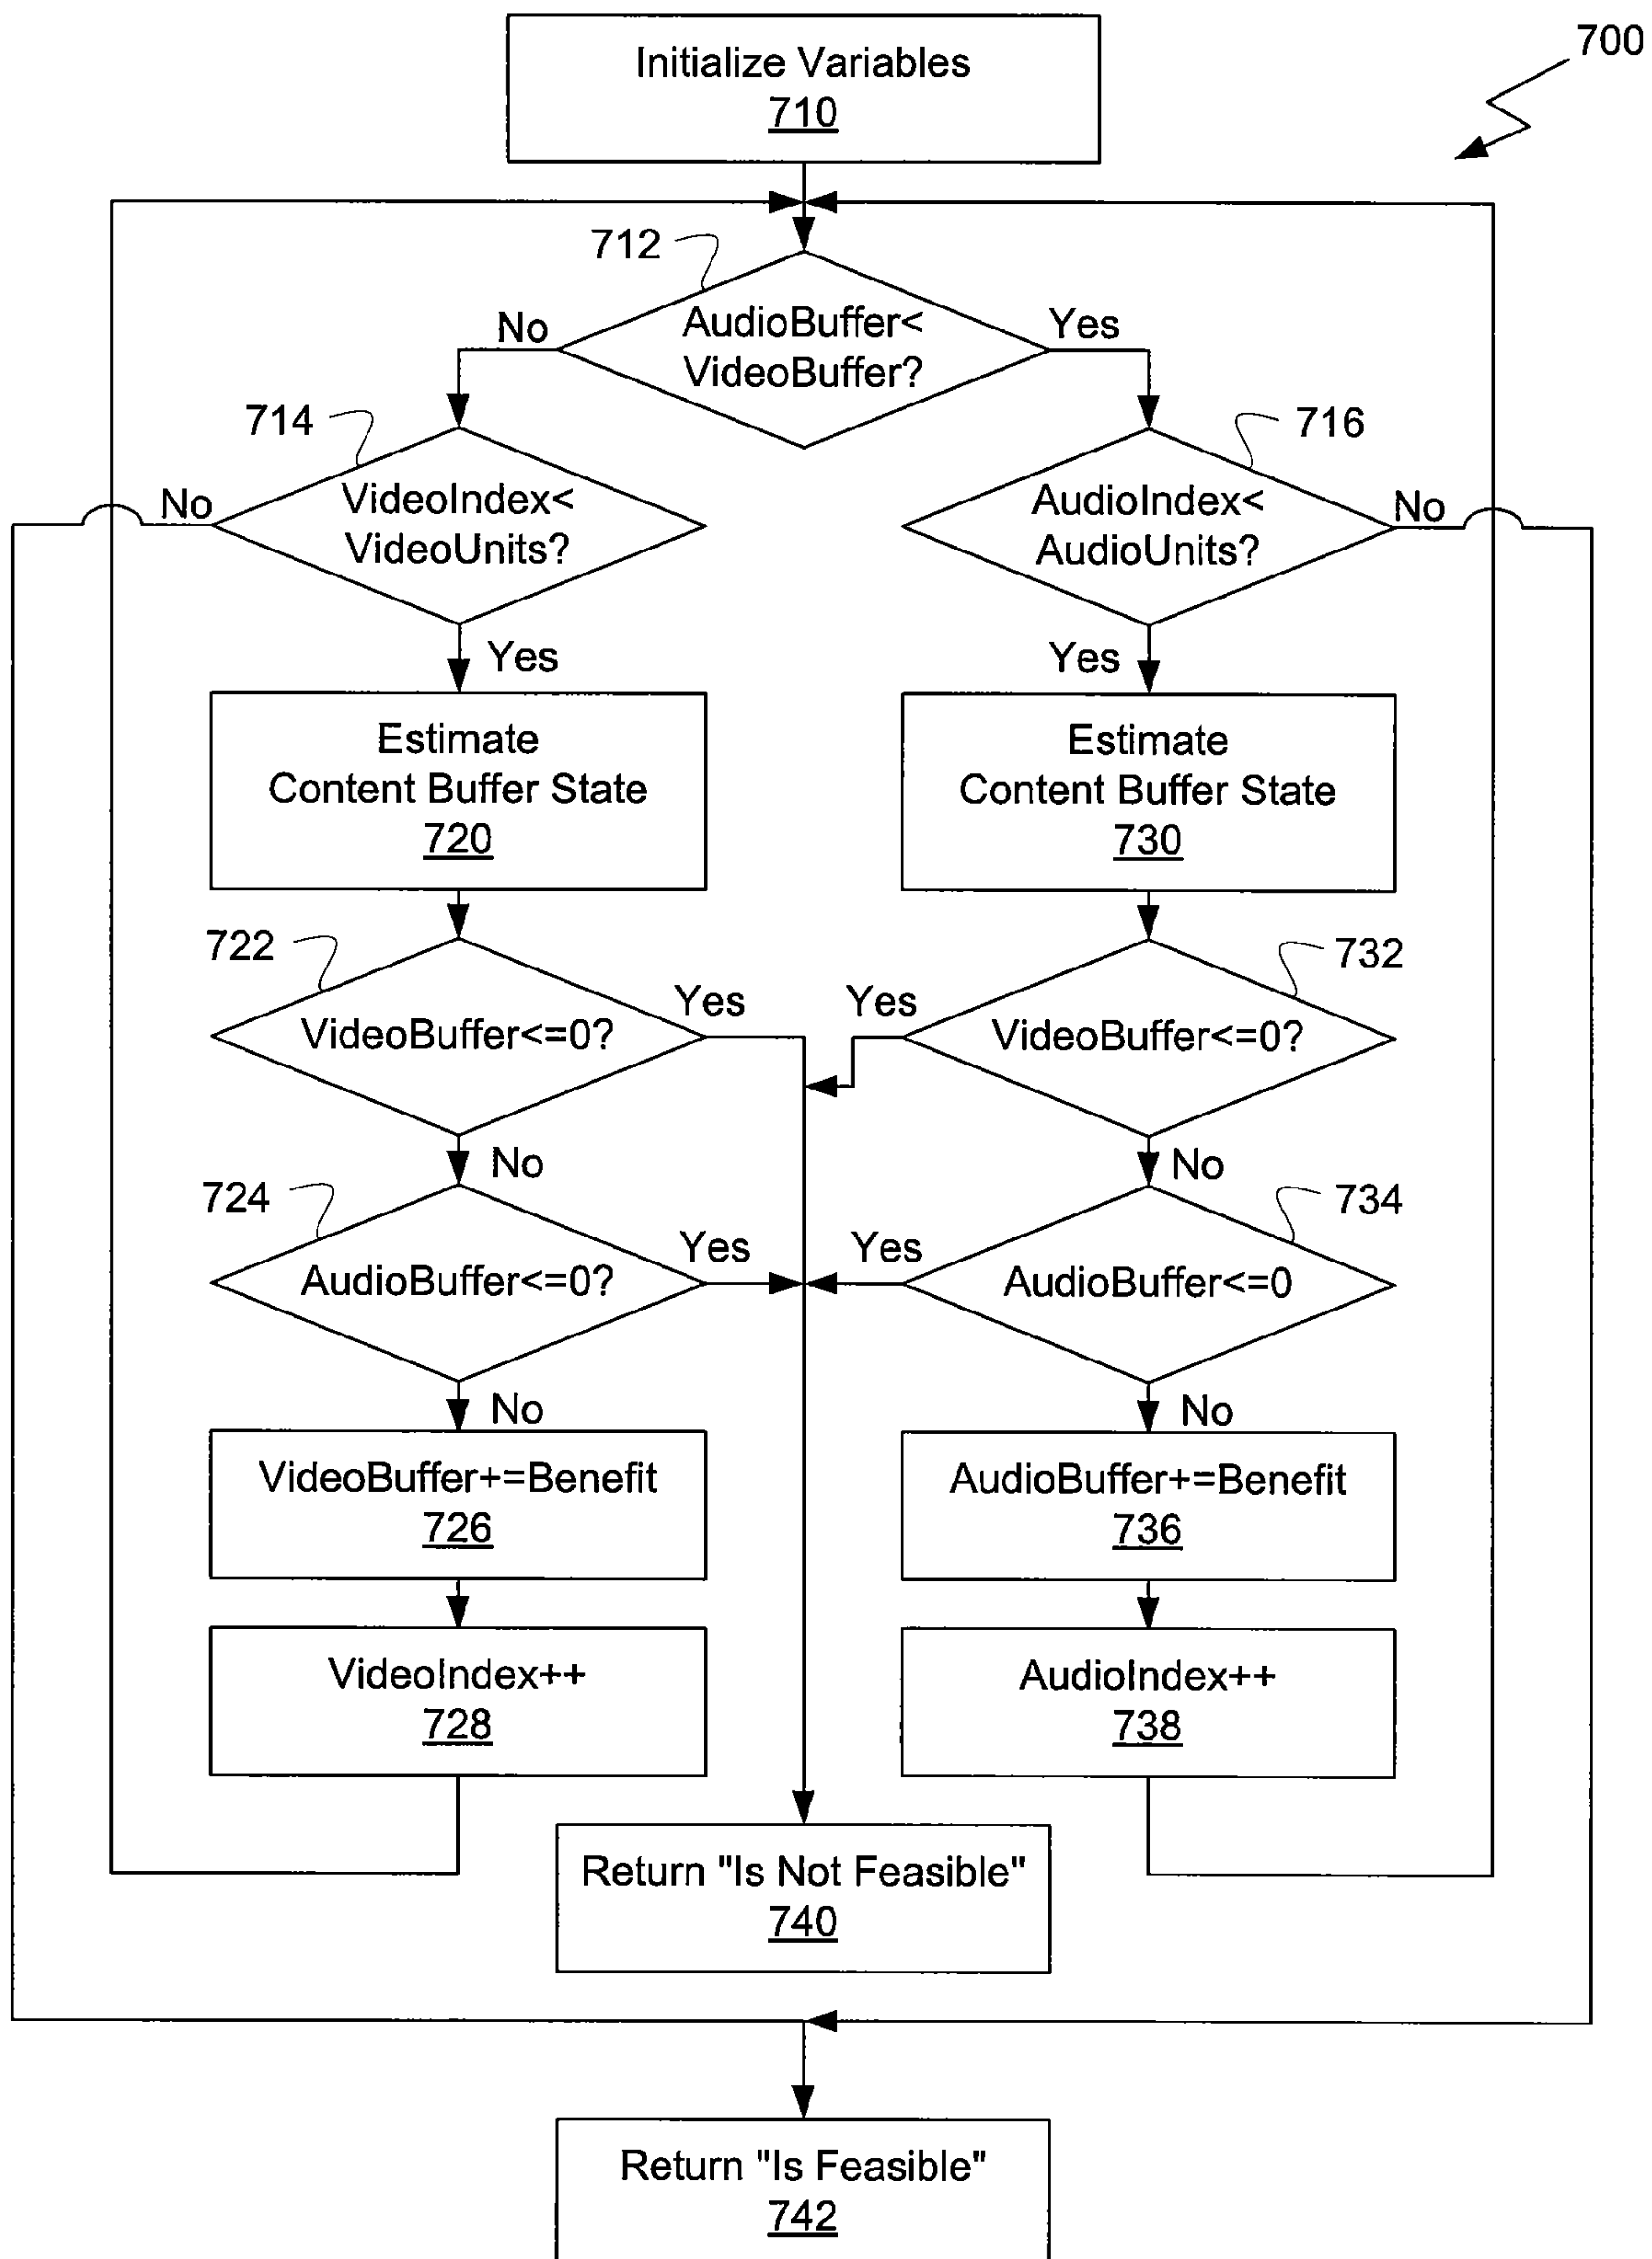 700
Initialize Variables
710
712
AudioBuffer<
VideoBuffer?
No
Yes
714
VideoIndex<
VideoUnits?
No
Yes
716
AudioIndex<
AudioUnits?
No
Yes
Estimate
Content Buffer State
720
Estimate
Content Buffer State
730
722
VideoBuffer<=0?
Yes
No
732
VideoBuffer<=0?
Yes
No
724
AudioBuffer<=0?
Yes
No
734
AudioBuffer<=0
Yes
No
VideoBuffer+=Benefit
726
AudioBuffer+=Benefit
736
VideoIndex++
728
AudioIndex++
738
Return "Is Not Feasible"
740
Return "Is Feasible"
742